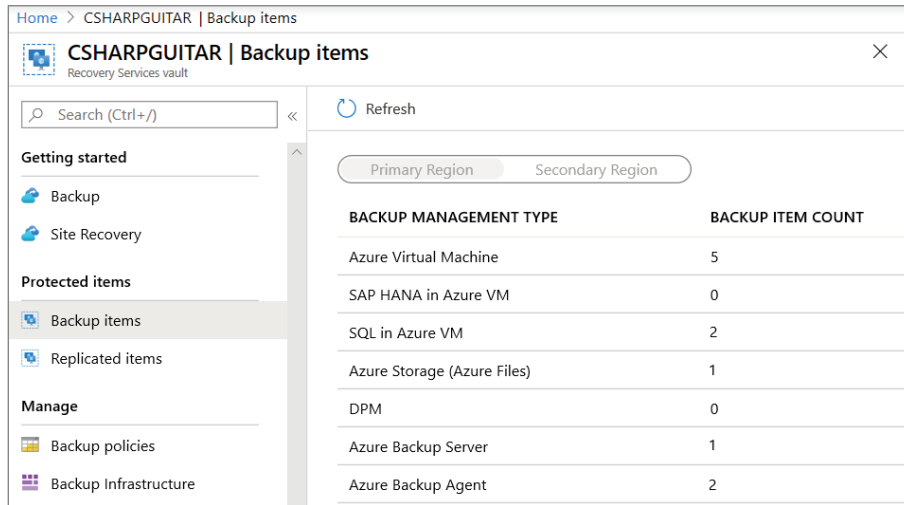 Home > CSHARPGUITAR | Backup items
CSHARPGUITAR | Backup items
Recovery Services vault
Search (Ctrl+/)
Getting started
Backup
Site Recovery
Protected items
Backup items
Replicated items
Manage
Backup policies
Backup Infrastructure
Refresh
Primary Region Secondary Region
BACKUP MANAGEMENT TYPE BACKUP ITEM COUNT
Azure Virtual Machine 5
SAP HANA in Azure VM 0
SQL in Azure VM 2
Azure Storage (Azure Files) 1
DPM 0
Azure Backup Server 1
Azure Backup Agent 2